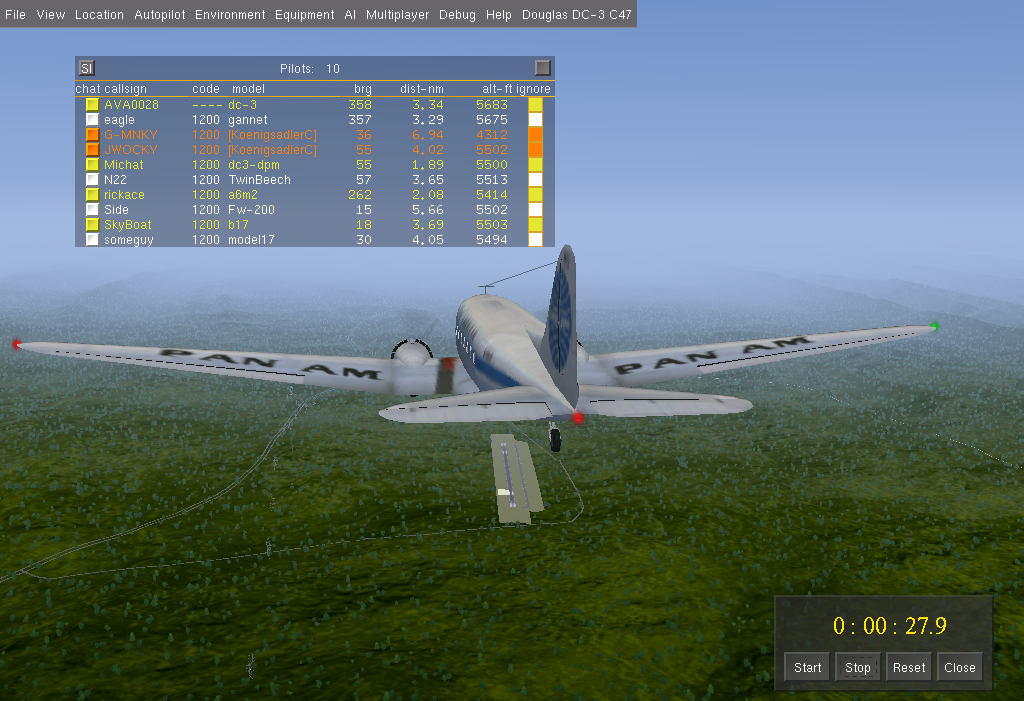 File View Location Autopilot Environment Equipment AI Multiplayer Debug Help Douglas DC-3 C47
SI Pilots: 10
chat callsign code model brg dist-nm alt-ft ignore
AVA0028 ---- dc-3 358 3.34 5683
eagle 1200 gannet 357 3.29 5675
G-MNKY 1200 [KoenigsadlerC] 36 6.94 4312
JWOCKY 1200 [KoenigsadlerC] 55 4.02 5502
Michat 1200 dc3-dpm 55 1.89 5500
N22 1200 TwinBeech 57 3.65 5513
rickace 1200 a6m2 262 2.08 5414
Side 1200 Fw-200 15 5.66 5502
SkyBoat 1200 b17 18 3.69 5503
someguy 1200 model17 30 4.05 5494
PAN AM PAN AM
0 : 00 : 27.9
Start Stop Reset Close